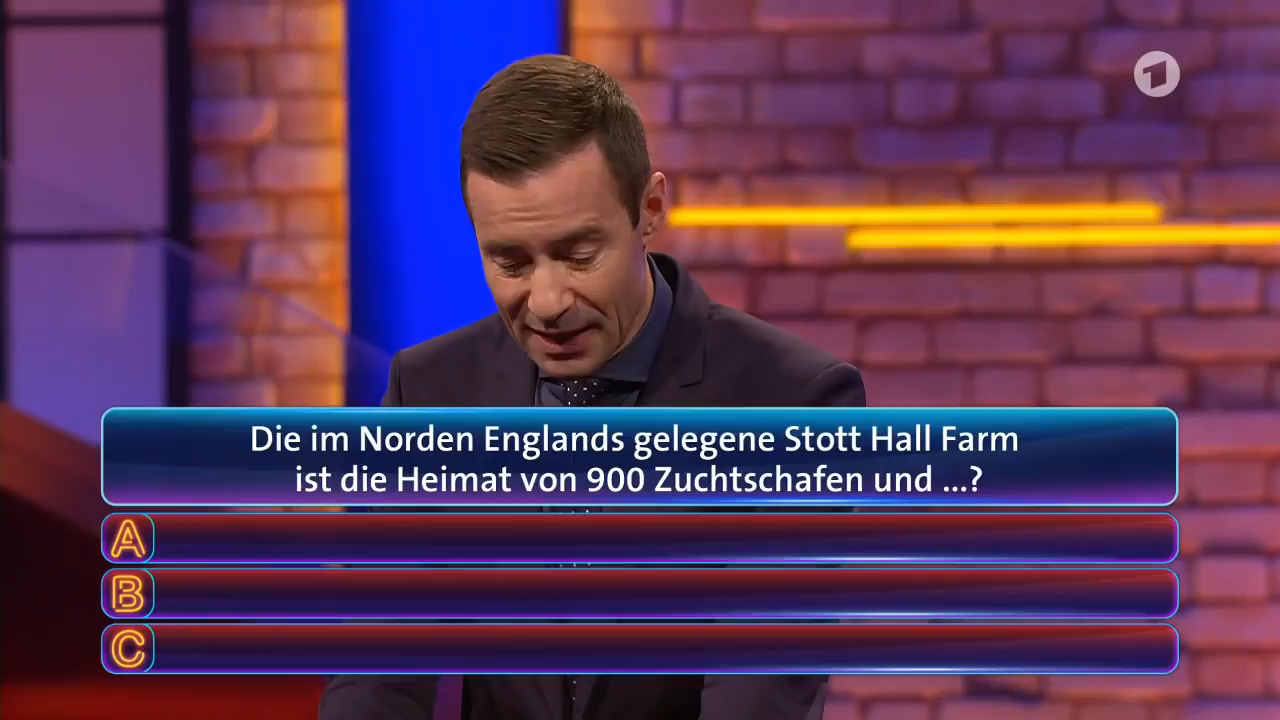 1
Die im Norden Englands gelegene Stott Hall Farm
ist die Heimat von 900 Zuchtschafen und ...?
A
B
C